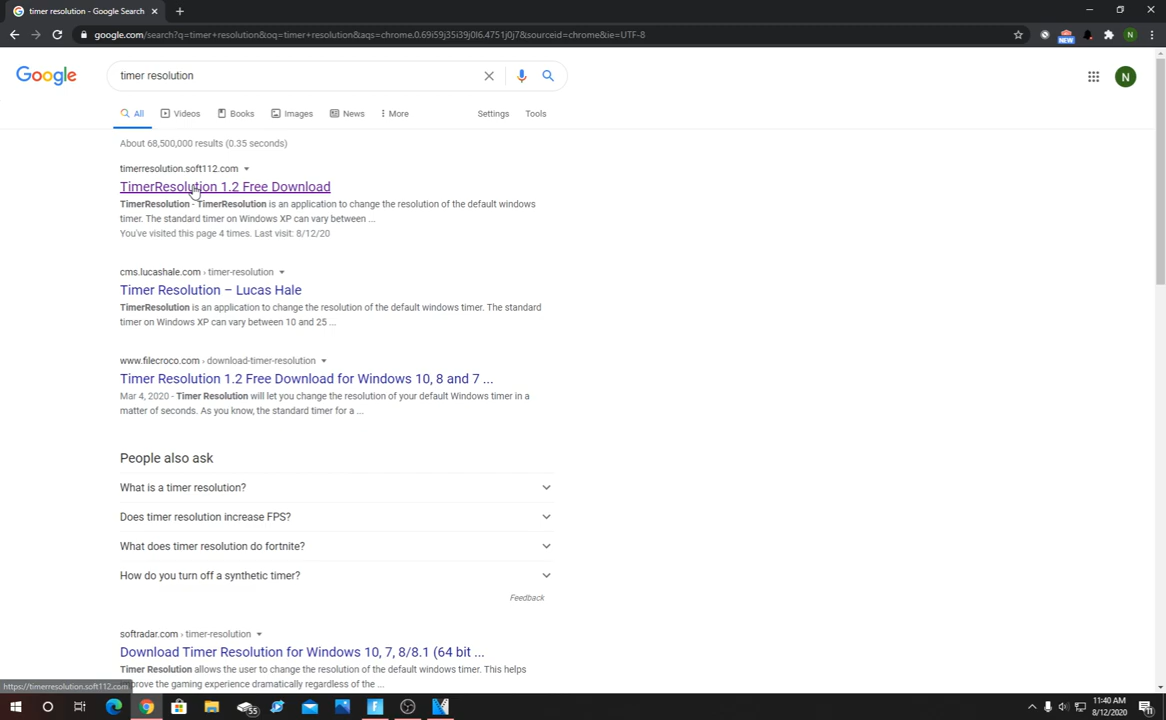 timer resolution - Google Search
google.com/search?q=timer+resolution&oq=timer+resolution&aqs=chrome.0.69i59j35i39j0l6.4751j0j7&sourceid=chrome&ie=UTF-8
NEW
N
Google
timer resolution
N
All
Videos
Books
Images
News
More
Settings
Tools
About 68,500,000 results (0.35 seconds)
timerresolution.soft112.com
TimerResolution 1.2 Free Download
TimerResolution - TimerResolution is an application to change the resolution of the default windows
timer. The standard timer on Windows XP can vary between ...
You've visited this page 4 times. Last visit: 8/12/20
cms.lucashale.com › timer-resolution
Timer Resolution – Lucas Hale
TimerResolution is an application to change the resolution of the default windows timer. The standard
timer on Windows XP can vary between 10 and 25 ...
www.filecroco.com › download-timer-resolution
Timer Resolution 1.2 Free Download for Windows 10, 8 and 7 ...
Mar 4, 2020 - Timer Resolution will let you change the resolution of your default Windows timer in a
matter of seconds. As you know, the standard timer for a ...
People also ask
What is a timer resolution?
Does timer resolution increase FPS?
What does timer resolution do fortnite?
How do you turn off a synthetic timer?
Feedback
softradar.com › timer-resolution
Download Timer Resolution for Windows 10, 7, 8/8.1 (64 bit ...
Timer Resolution allows the user to change the resolution of the default windows timer. This helps
prove the gaming experience dramatically regardless of the ...
https://timerresolution.soft112.com
55
11:40 AM
8/12/2020
11